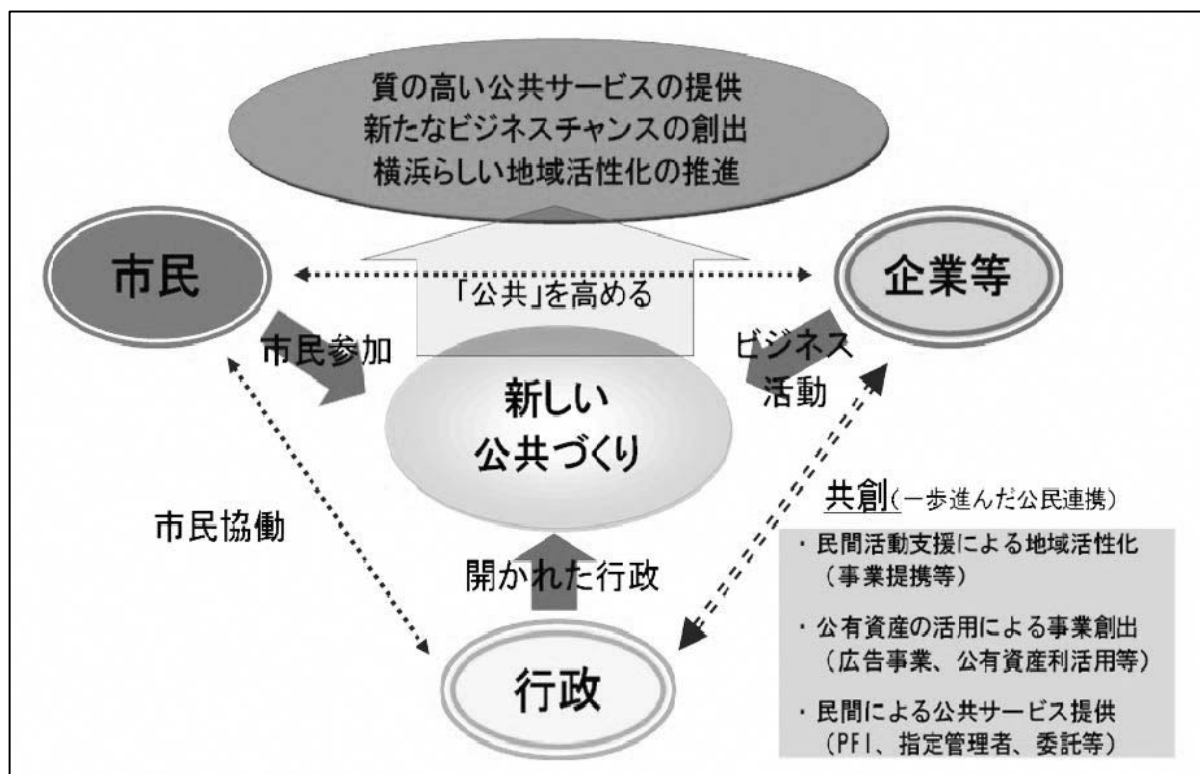 質の高い公共サービスの提供
新たなビジネスチャンスの創出
横浜らしい地域活性化の推進
市民
企業等
「公共」を高める
市民参加
ビジネス
活動
新しい
公共づくり
市民協働
開かれた行政
行政
共創(一歩進んだ公民連携)
・民間活動支援による地域活性化
(事業提携等)
・公有資産の活用による事業創出
(広告事業、公有資産利活用等)
・民間による公共サービス提供
(PFI、指定管理者、委託等)